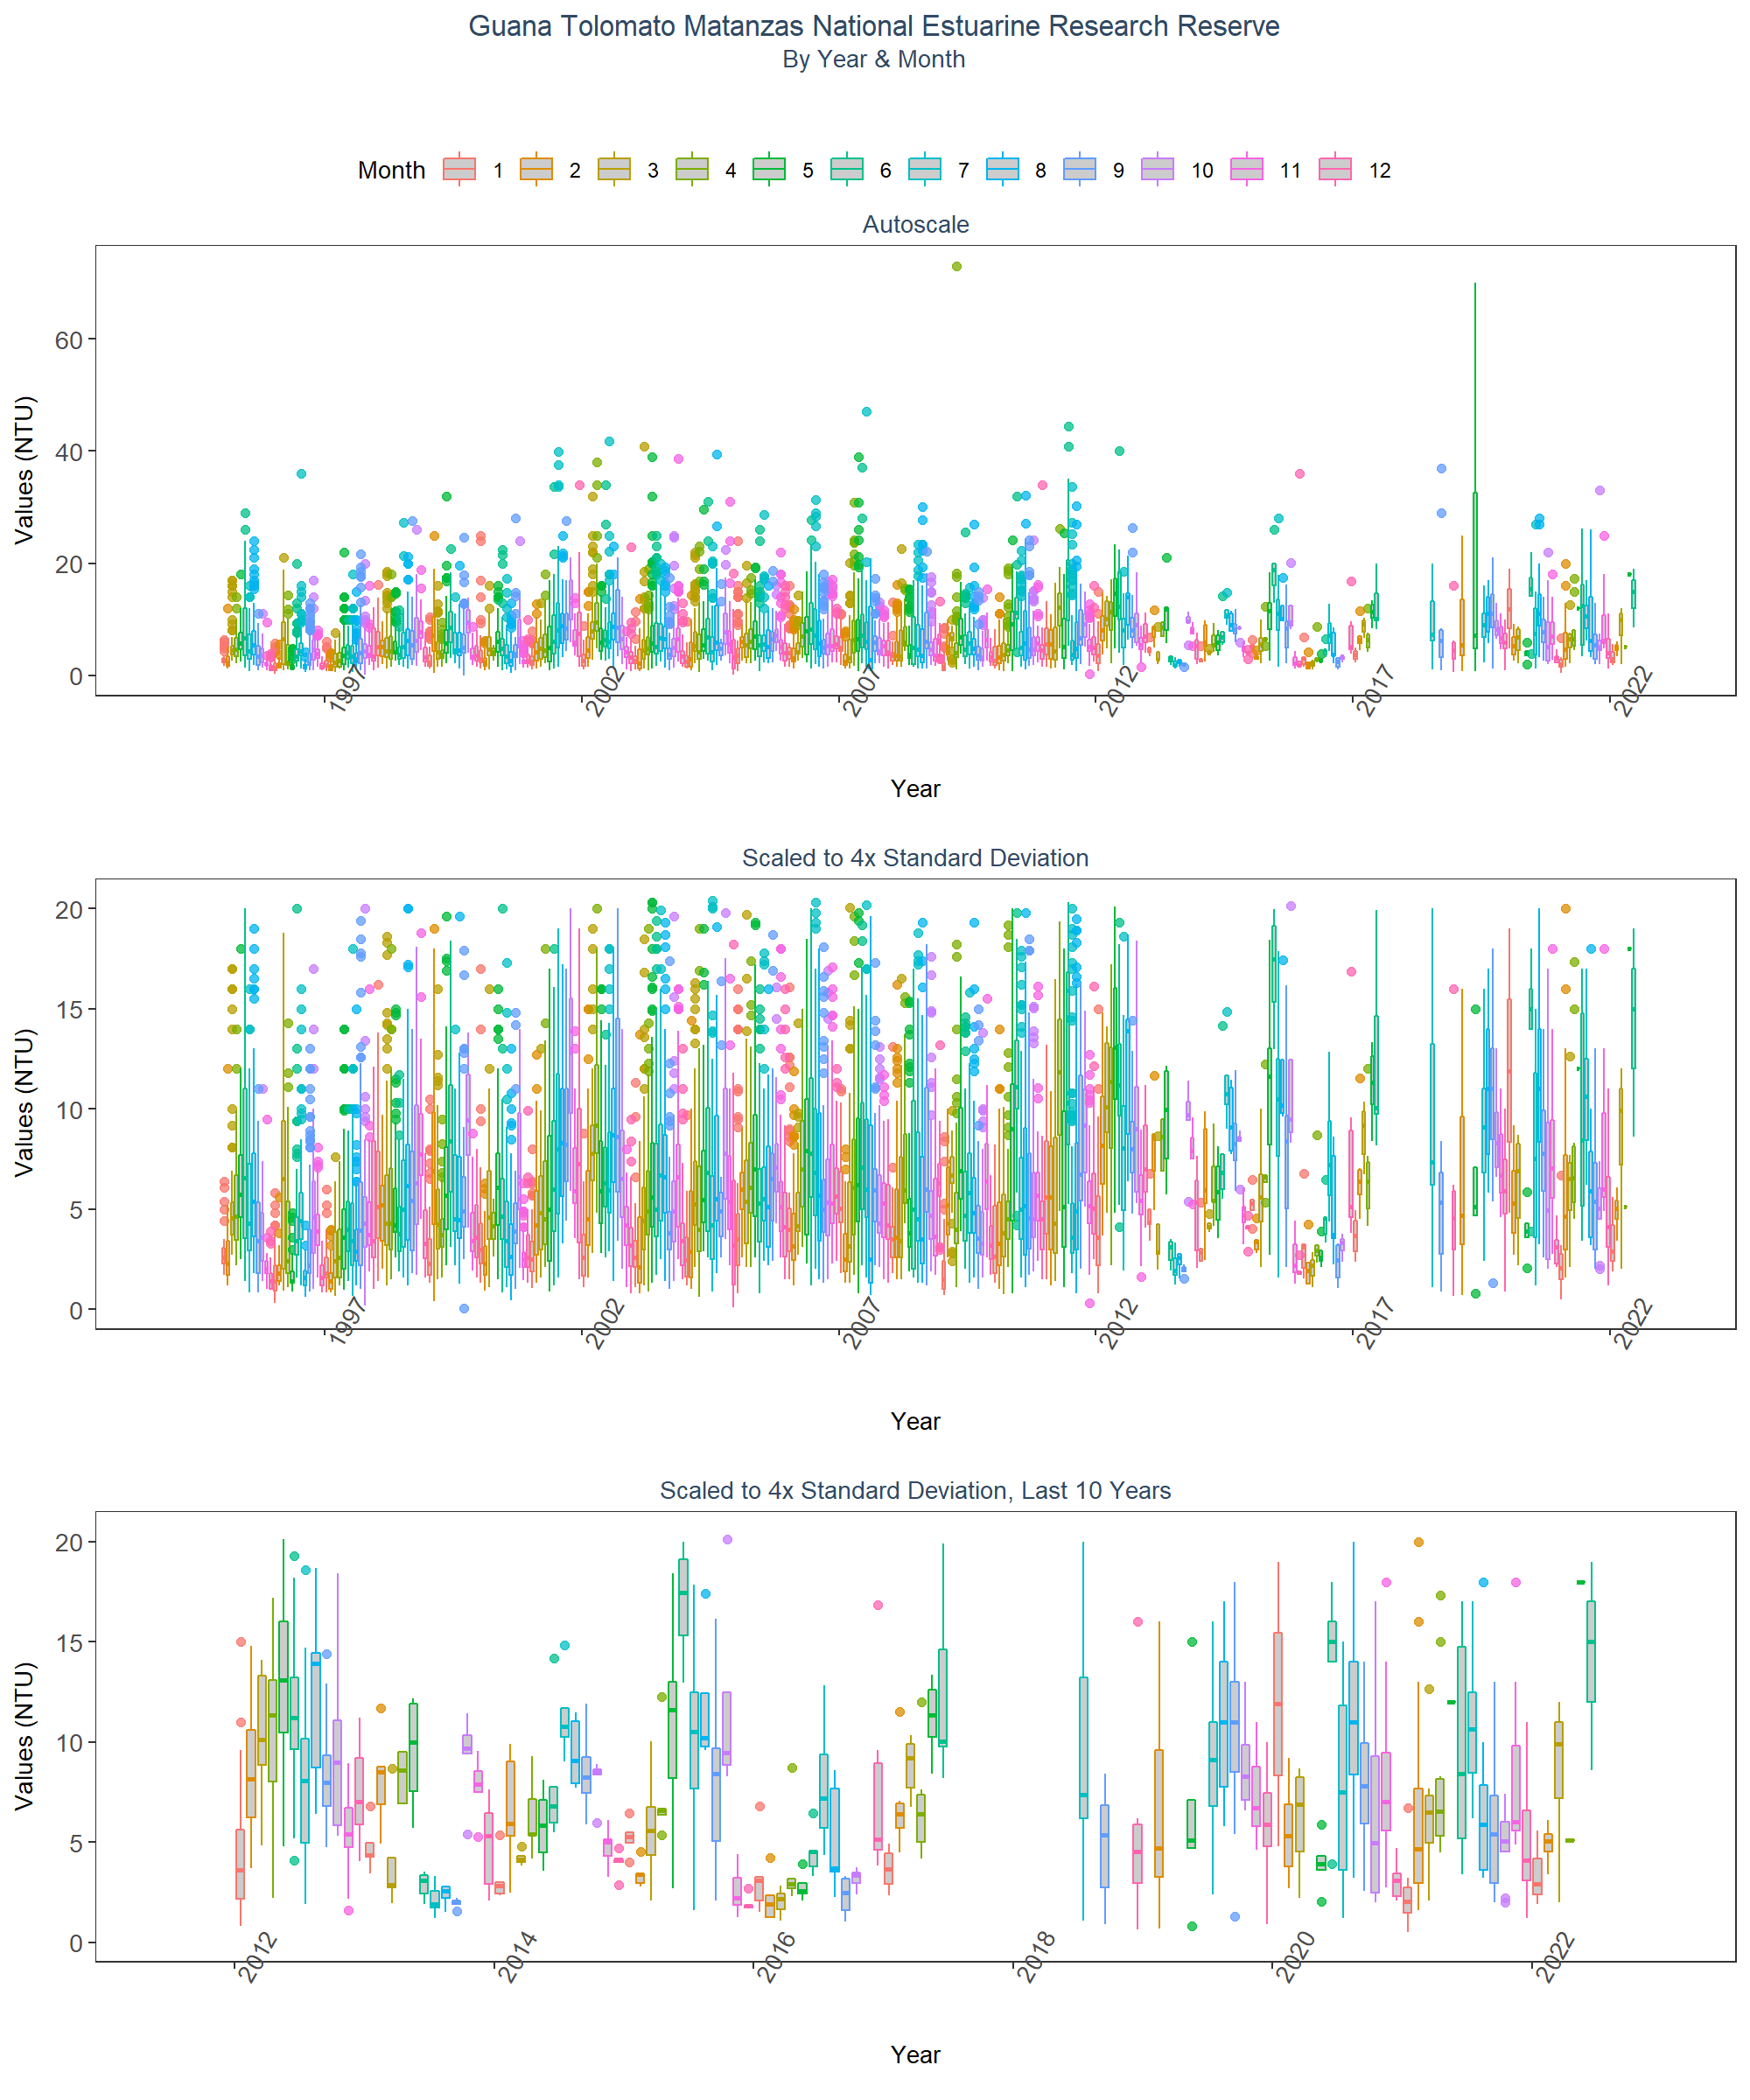 Guana Tolomato Matanzas National Estuarine Research Reserve
By Year & Month
Month 1 2 3 4 5 6 7 8 9 10 11 12
Autoscale
Values (NTU)
60
40
20
0
1997 2002 2007 2012 2017 2022
Year
Scaled to 4x Standard Deviation
Values (NTU)
20
15
10
5
0
1997 2002 2007 2012 2017 2022
Year
Scaled to 4x Standard Deviation, Last 10 Years
Values (NTU)
20
15
10
5
0
2012 2014 2016 2018 2020 2022
Year